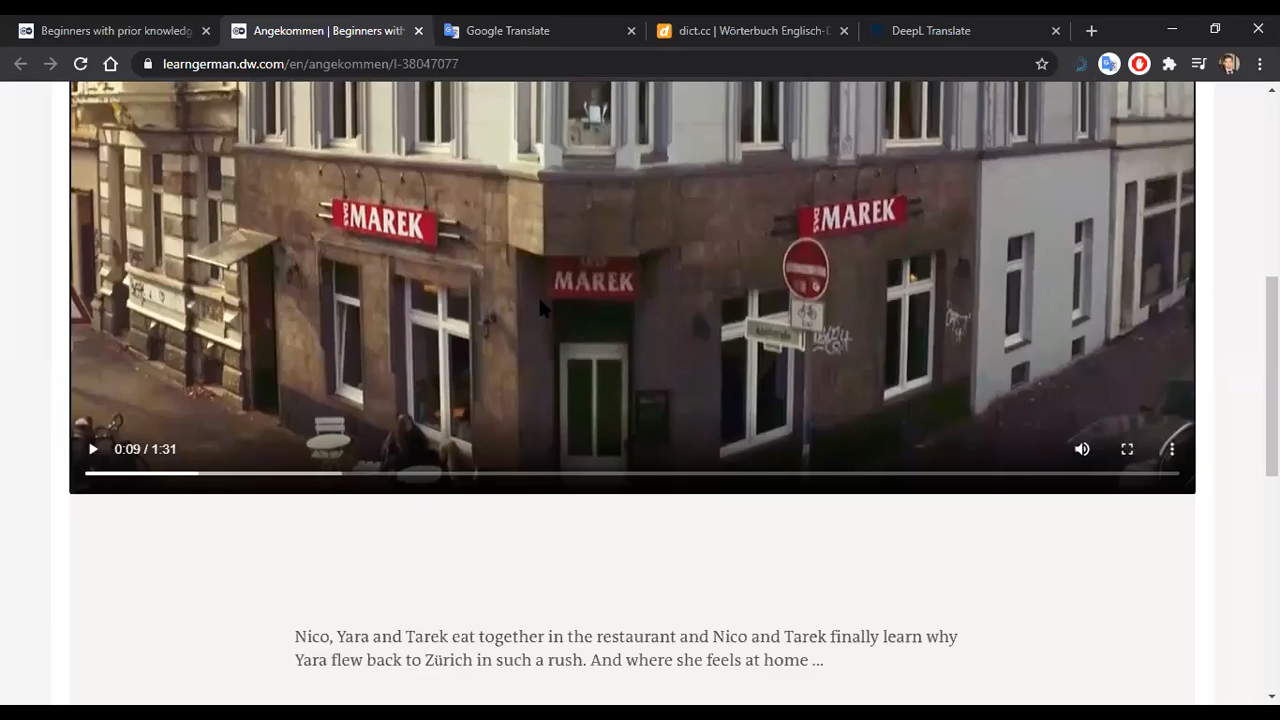 Beginners with prior knowledg
Angekommen | Beginners with
Google Translate
dict.cc | Wörterbuch Englisch-D
DeepL Translate
learngerman.dw.com/en/angekommen/l-38047077
DAS MAREK
DAS MAREK
DAS MAREK
0:09 / 1:31
Nico, Yara and Tarek eat together in the restaurant and Nico and Tarek finally learn why
Yara flew back to Zürich in such a rush. And where she feels at home ...